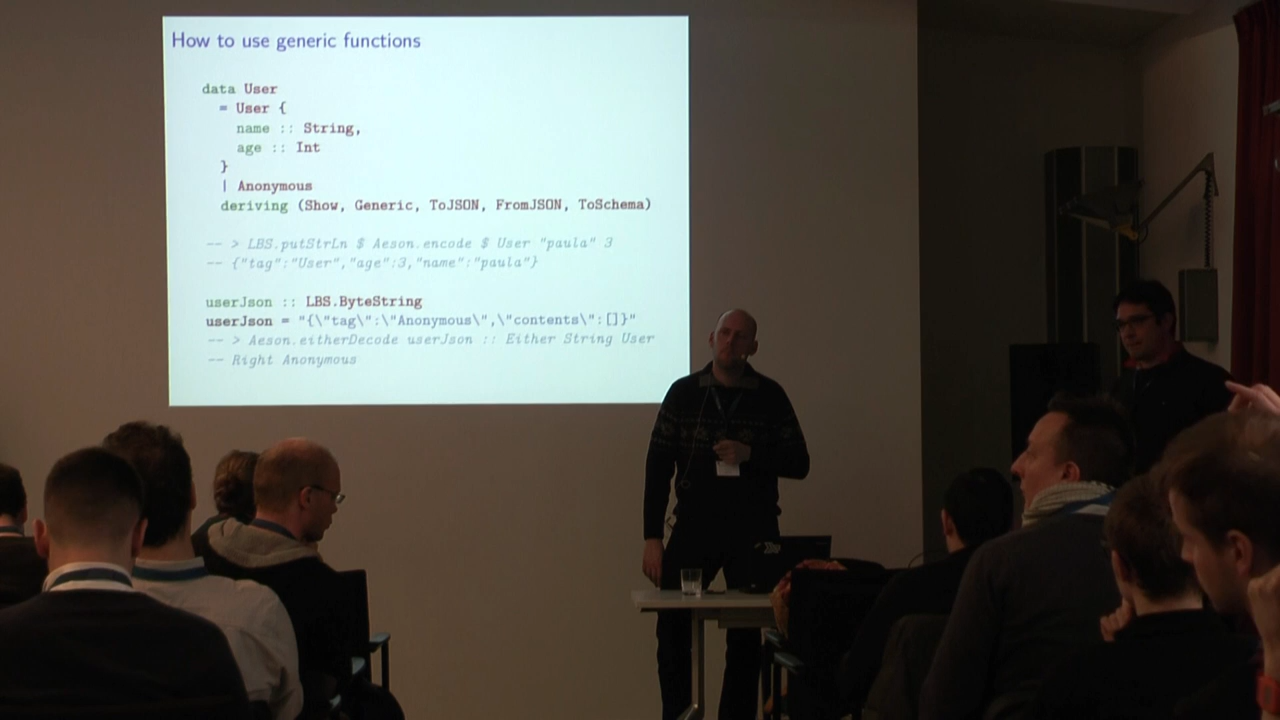 How to use generic functions
data User
= User {
name :: String,
age :: Int
}
| Anonymous
deriving (Show, Generic, ToJSON, FromJSON, ToSchema)
-- > LBS.putStrLn $ Aeson.encode $ User "paula" 3
-- {"tag":"User","age":3,"name":"paula"}
userJson :: LBS.ByteString
userJson = "{\"tag\":\"Anonymous\",\"contents\":[]}"
-- > Aeson.eitherDecode userJson :: Either String User
-- Right Anonymous